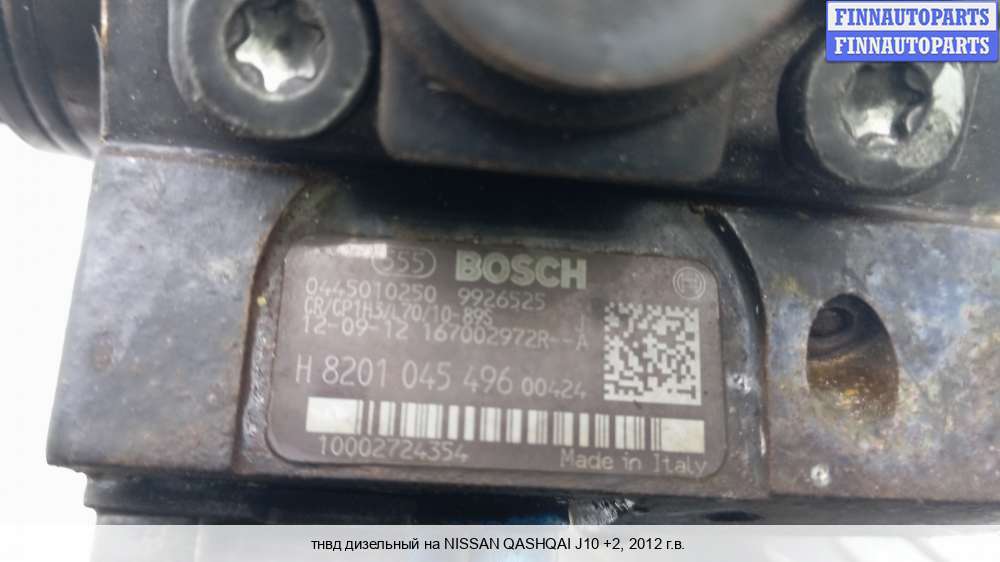 FINNAUTOPARTS
FINNAUTOPARTS
555 BOSCH
0445010250 9926525
CR/CP1H3/L70/10-89S
12-09-12 167002972R--A
H 8201 045 496 00424
10002724354
Made in Italy
тнвд дизельный на NISSAN QASHQAI J10 +2, 2012 г.в.